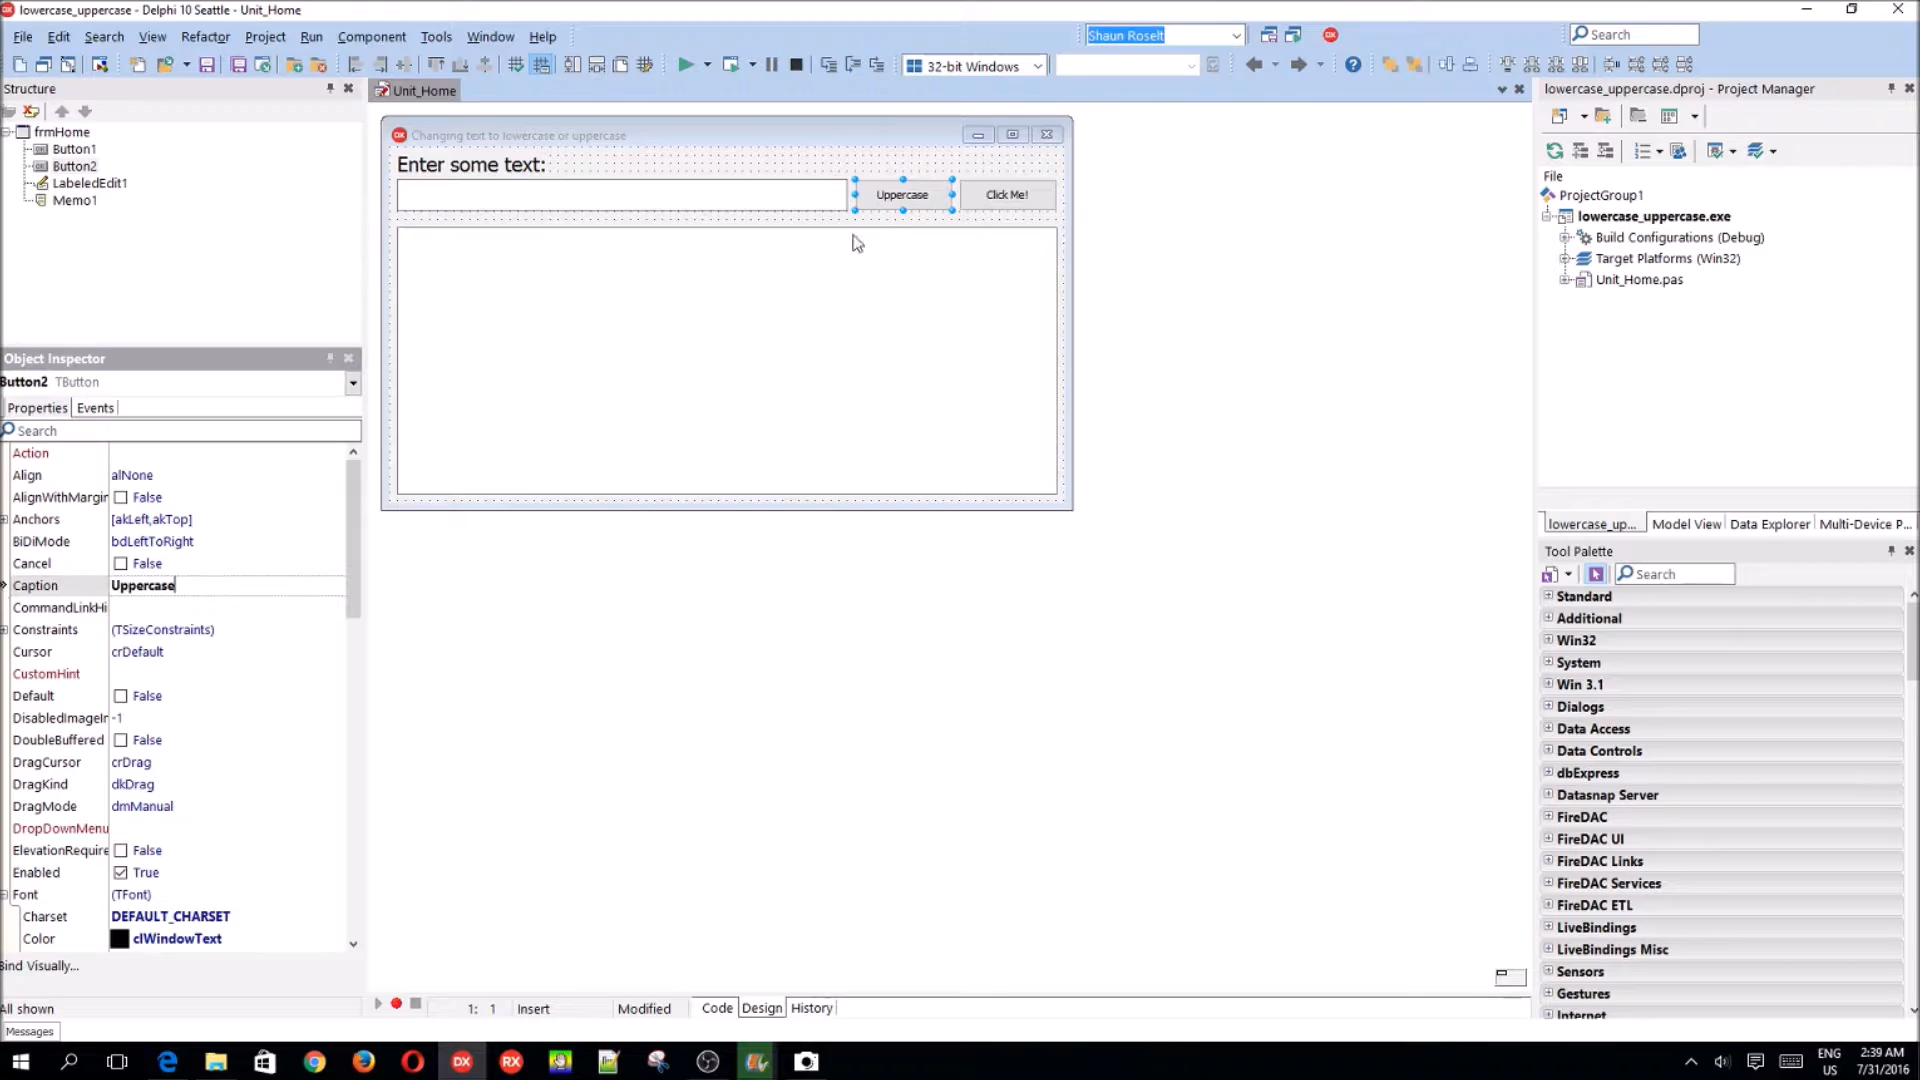 lowercase_uppercase - Delphi 10 Seattle - Unit_Home
File Edit Search View Refactor Project Run Component Tools Window Help
Shaun Roselt
Search
32-bit Windows
Structure
frmHome
Button1
Button2
LabeledEdit1
Memo1
Object Inspector
Button2 TButton
Properties Events
Search
Action
Align alNone
AlignWithMargin False
Anchors [akLeft,akTop]
BiDiMode bdLeftToRight
Cancel False
Caption Uppercase
CommandLinkHi
Constraints (TSizeConstraints)
Cursor crDefault
CustomHint
Default False
DisabledImageIr -1
DoubleBuffered False
DragCursor crDrag
DragKind dkDrag
DragMode dmManual
DropDownMenu
ElevationRequire False
Enabled True
Font (TFont)
Charset DEFAULT_CHARSET
Color clWindowText
Bind Visually...
All shown
Messages
Unit_Home
Changing text to lowercase or uppercase
Enter some text:
Uppercase
Click Me!
1: 1 Insert Modified Code Design History
lowercase_uppercase.dproj - Project Manager
File
ProjectGroup1
lowercase_uppercase.exe
Build Configurations (Debug)
Target Platforms (Win32)
Unit_Home.pas
lowercase_up... Model View Data Explorer Multi-Device P...
Tool Palette
Search
Standard
Additional
Win32
System
Win 3.1
Dialogs
Data Access
Data Controls
dbExpress
Datasnap Server
FireDAC
FireDAC UI
FireDAC Links
FireDAC Services
FireDAC ETL
LiveBindings
LiveBindings Misc
Sensors
Gestures
Internet
DX
RX
ENG
US
2:39 AM
7/31/2016